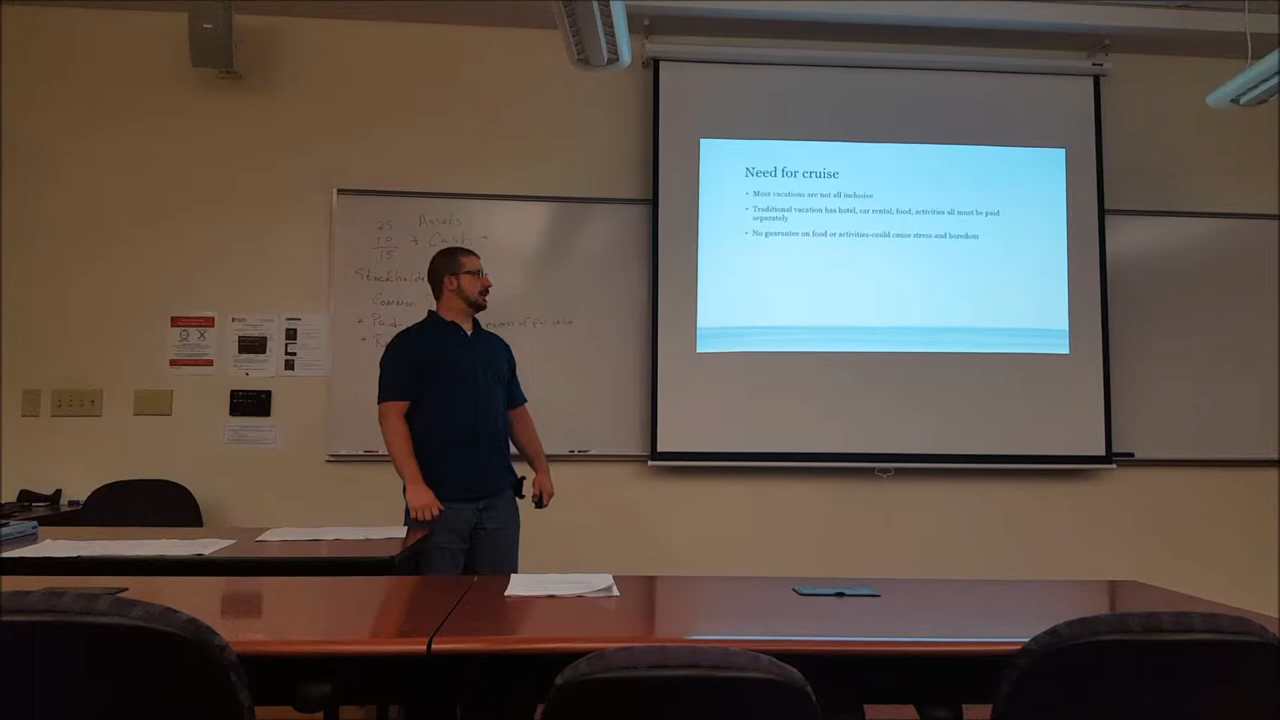 Need for cruise
• Most vacations are not all inclusive
• Traditional vacation has hotel, car rental, food, activities all must be paid
separately
• No guarantee on food or activities-could cause stress and boredom
25 Assets
10 + Cash =
15
Stockholde
Common
+ Paid- excess of par value